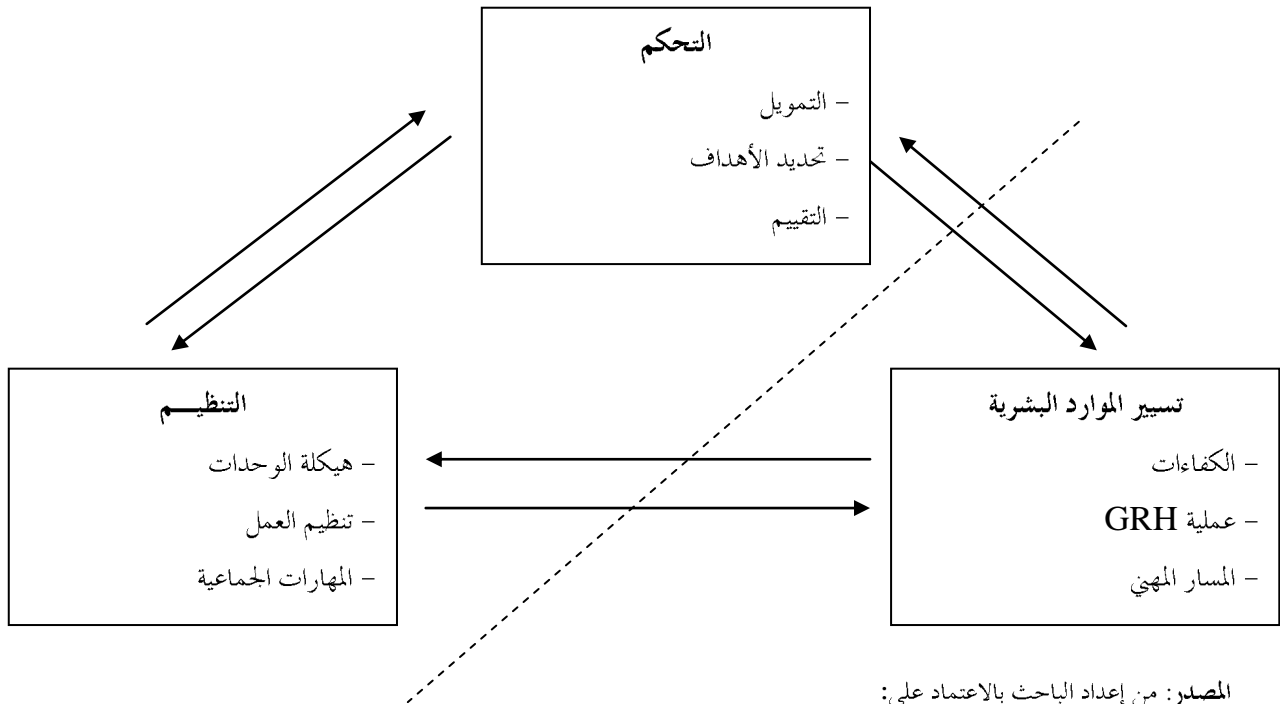 التحكم
– التمويل
– تحديد الأهداف
– التقييم
تسيير الموارد البشرية
– الكفاءات
– عملية GRH
– المسار المهني
التنظيـــم
– هيكلة الوحدات
– تنظيم العمل
– المهارات الجماعية
المصدر: من إعداد الباحث بالاعتماد على: